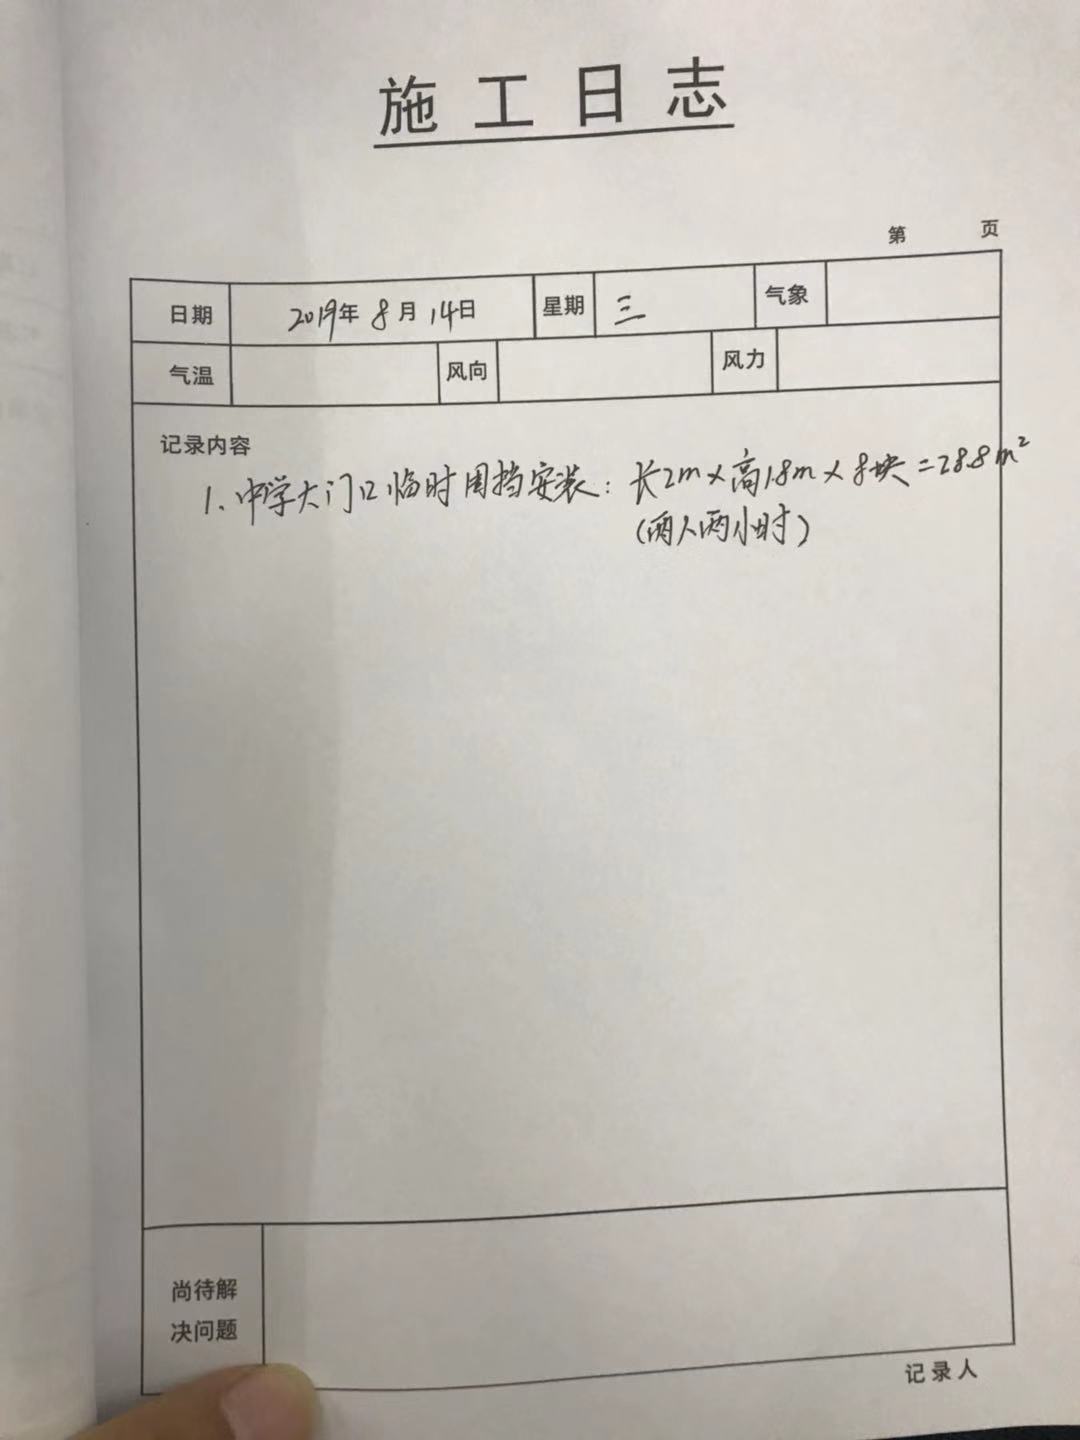 施工日志
第 页
日期 2019年 8月 14日 星期 三 气象
气温 风向 风力
记录内容
1. 中学大门口临时围挡安装: 长2m×高1.8m×8块=28.8m²
(两人两小时)
尚待解
决问题
记录人